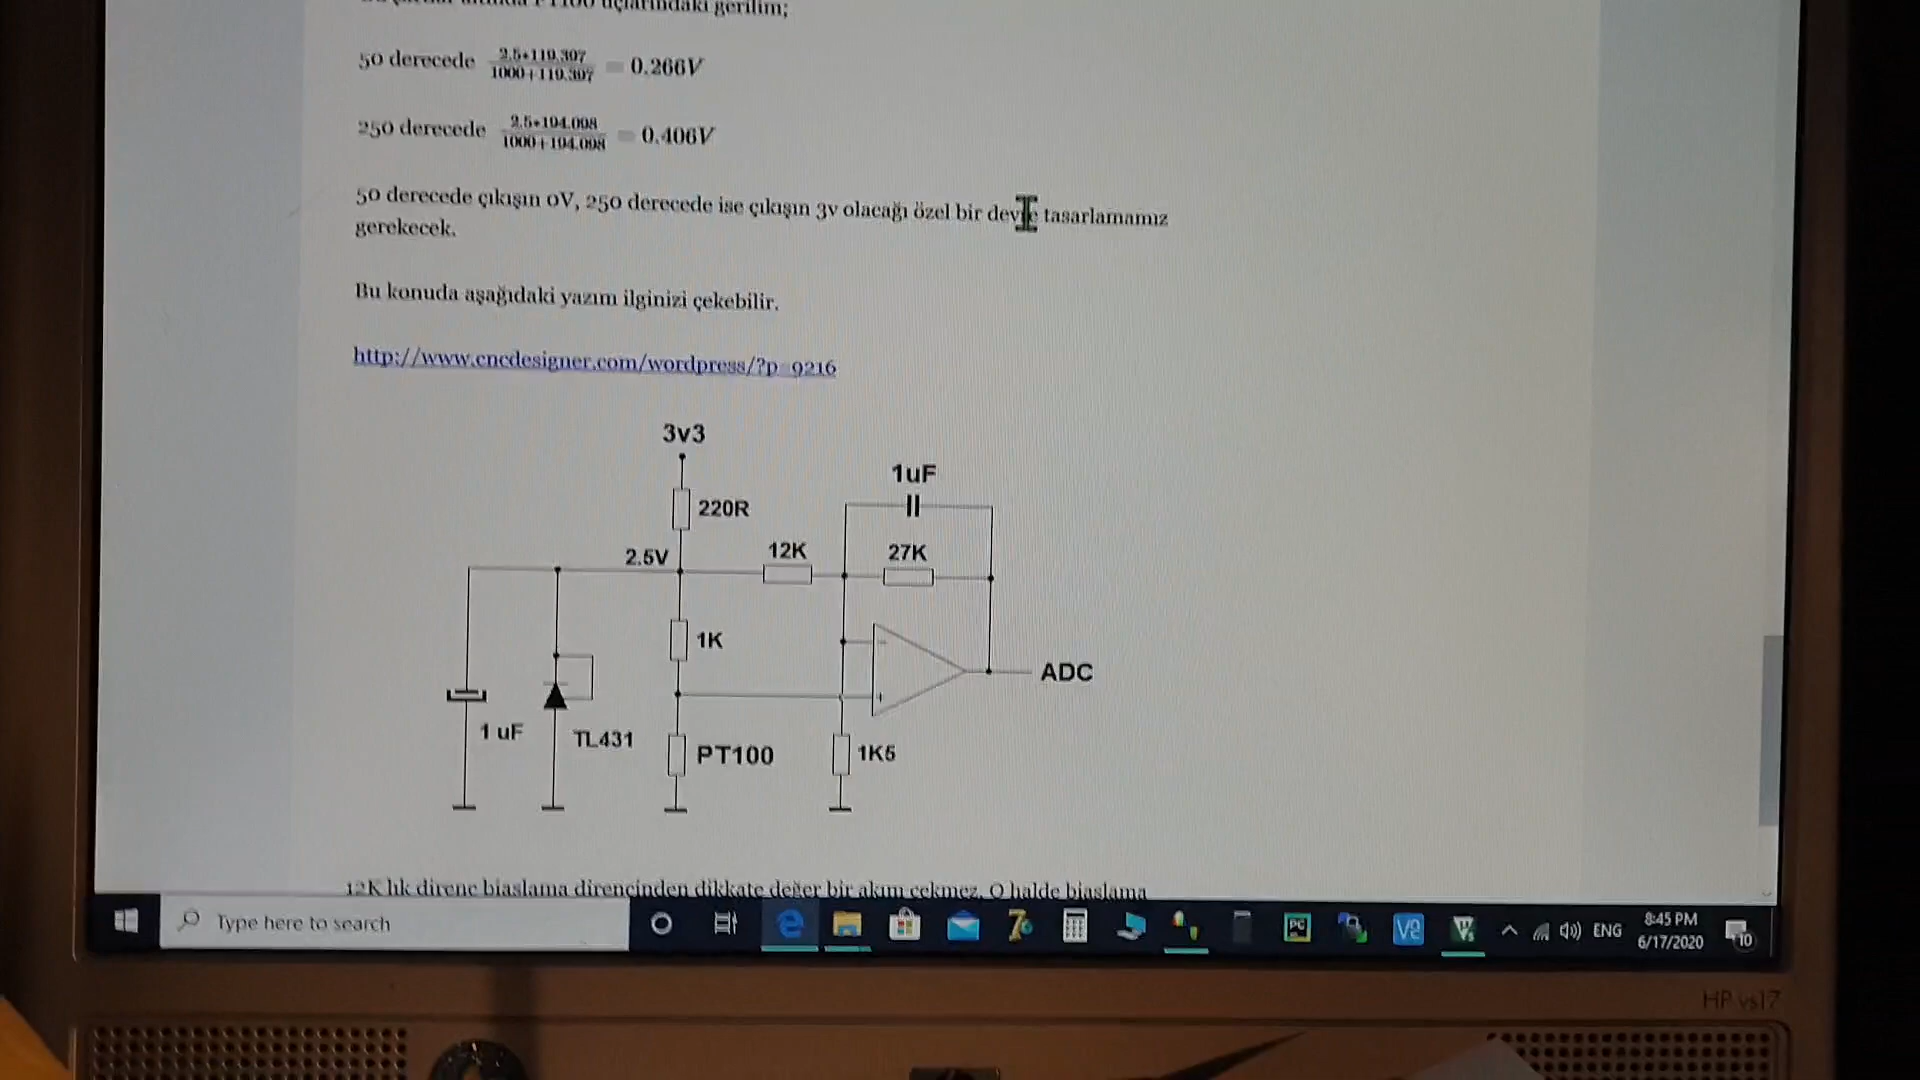 PT100 uçlarındaki gerilim;
50 derecede 2.5*119.397 / 1000+119.397 = 0.266V
250 derecede 2.5*194.098 / 1000+194.098 = 0.406V
50 derecede çıkışın 0V, 250 derecede ise çıkışın 3v olacağı özel bir devre tasarlamamız
gerekecek.
Bu konuda aşağıdaki yazım ilginizi çekebilir.
http://www.cncdesigner.com/wordpress/?p=9216
3v3
1uF
220R
2.5V
12K
27K
1K
-
ADC
+
1 uF
TL431
PT100
1K5
12K lık direnç biaslama direncinden dikkate değer bir akım çekmez. O halde biaslama
Type here to search
PC
V2
ENG
8:45 PM
6/17/2020
10
HP vs17